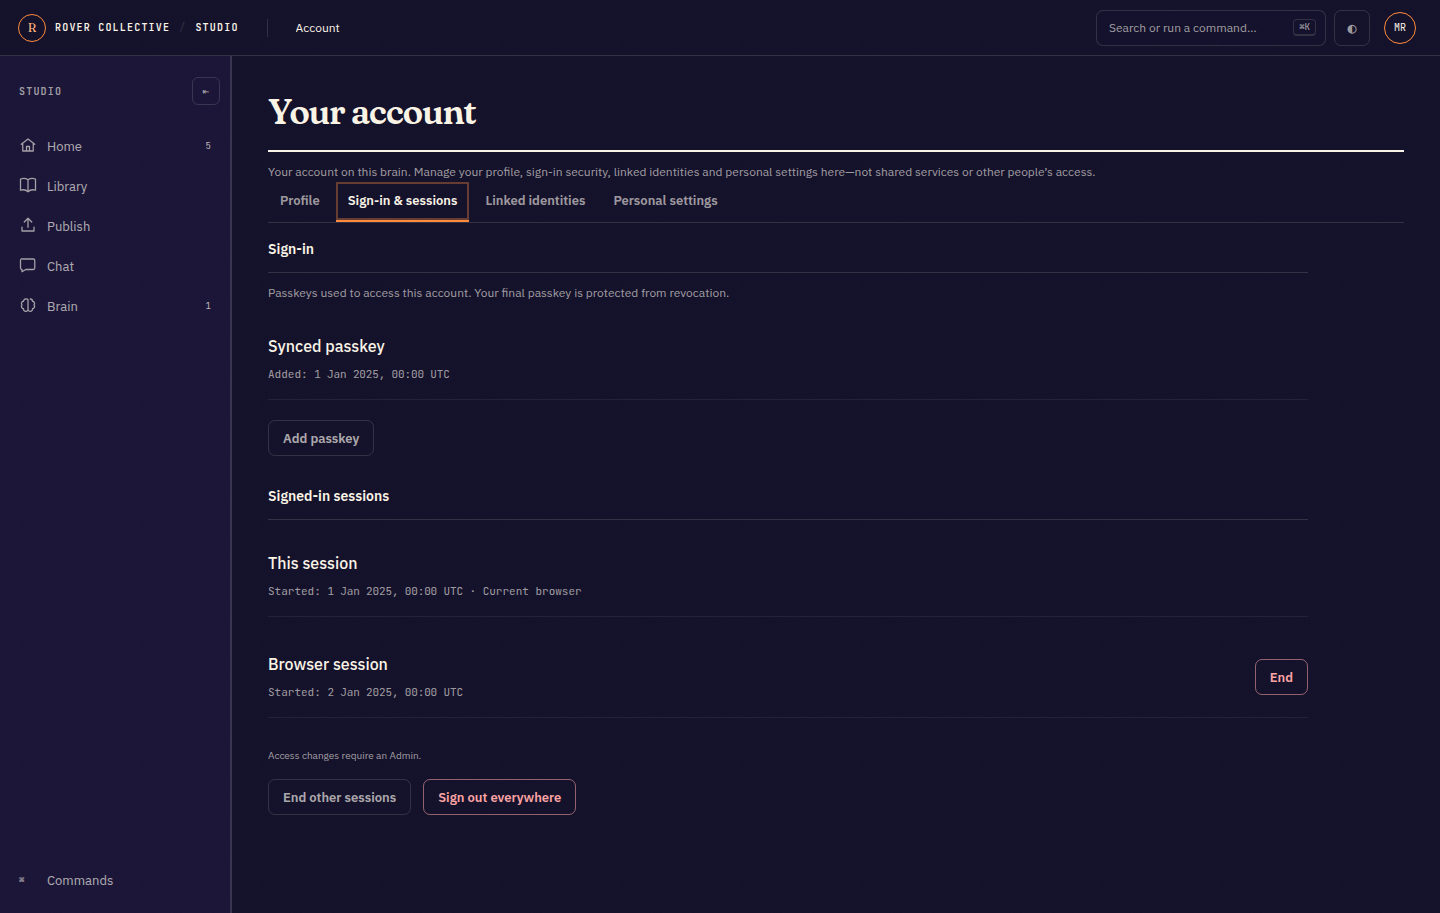 R ROVER COLLECTIVE / STUDIO Account Search or run a command... ⌘K MR
STUDIO
Home 5
Library
Publish
Chat
Brain 1
⌘ Commands
Your account
Your account on this brain. Manage your profile, sign-in security, linked identities and personal settings here—not shared services or other people's access.
Profile Sign-in & sessions Linked identities Personal settings
Sign-in
Passkeys used to access this account. Your final passkey is protected from revocation.
Synced passkey
Added: 1 Jan 2025, 00:00 UTC
Add passkey
Signed-in sessions
This session
Started: 1 Jan 2025, 00:00 UTC · Current browser
Browser session
Started: 2 Jan 2025, 00:00 UTC
End
Access changes require an Admin.
End other sessions Sign out everywhere